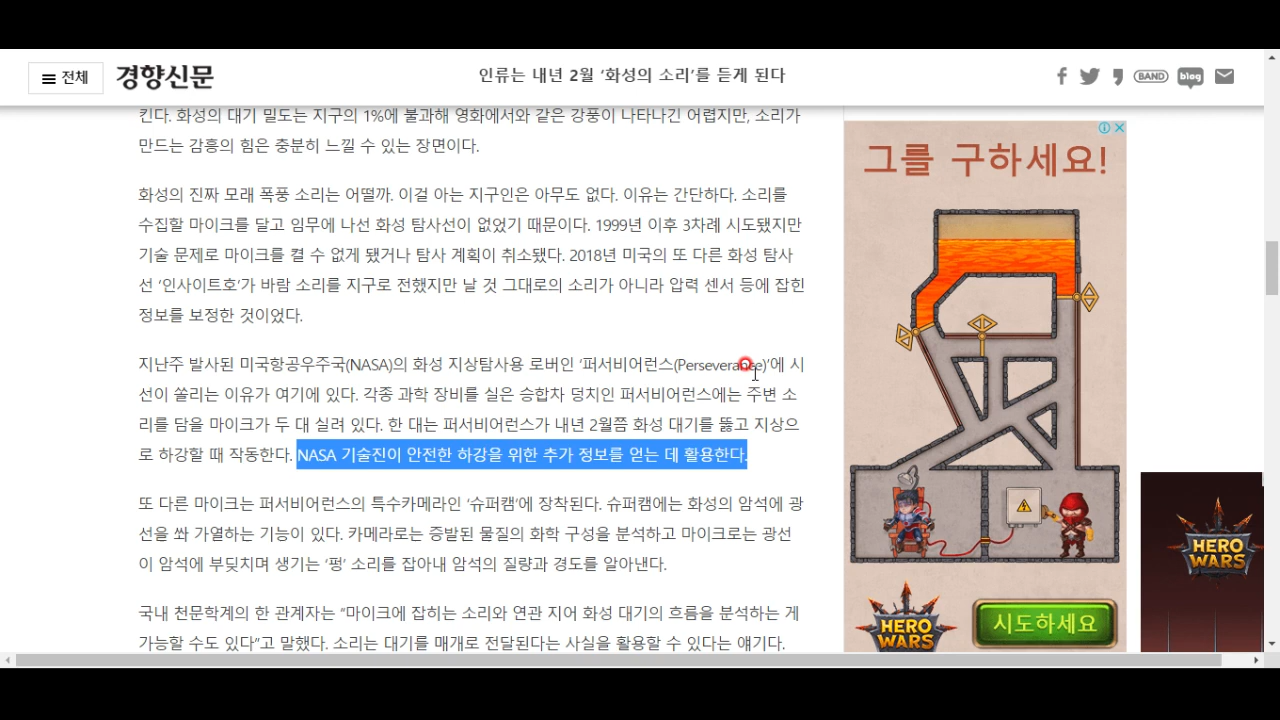 전체
경향신문
인류는 내년 2월 ‘화성의 소리’를 듣게 된다
BAND
blog
킨다. 화성의 대기 밀도는 지구의 1%에 불과해 영화에서와 같은 강풍이 나타나긴 어렵지만, 소리가
만드는 감흥의 힘은 충분히 느낄 수 있는 장면이다.
화성의 진짜 모래 폭풍 소리는 어떨까. 이걸 아는 지구인은 아무도 없다. 이유는 간단하다. 소리를
수집할 마이크를 달고 임무에 나선 화성 탐사선이 없었기 때문이다. 1999년 이후 3차례 시도됐지만
기술 문제로 마이크를 켤 수 없게 됐거나 탐사 계획이 취소됐다. 2018년 미국의 또 다른 화성 탐사
선 ‘인사이트호’가 바람 소리를 지구로 전했지만 날 것 그대로의 소리가 아니라 압력 센서 등에 잡힌
정보를 보정한 것이었다.
지난주 발사된 미국항공우주국(NASA)의 화성 지상탐사용 로버인 ‘퍼서비어런스(Perseverance)’에 시
선이 쏠리는 이유가 여기에 있다. 각종 과학 장비를 실은 승합차 덩치인 퍼서비어런스에는 주변 소
리를 담을 마이크가 두 대 실려 있다. 한 대는 퍼서비어런스가 내년 2월쯤 화성 대기를 뚫고 지상으
로 하강할 때 작동한다. NASA 기술진이 안전한 하강을 위한 추가 정보를 얻는 데 활용한다.
또 다른 마이크는 퍼서비어런스의 특수카메라인 ‘슈퍼캠’에 장착된다. 슈퍼캠에는 화성의 암석에 광
선을 쏴 가열하는 기능이 있다. 카메라로는 증발된 물질의 화학 구성을 분석하고 마이크로는 광선
이 암석에 부딪치며 생기는 ‘펑’ 소리를 잡아내 암석의 질량과 경도를 알아낸다.
국내 천문학계의 한 관계자는 “마이크에 잡히는 소리와 연관 지어 화성 대기의 흐름을 분석하는 게
가능할 수도 있다”고 말했다. 소리는 대기를 매개로 전달된다는 사실을 활용할 수 있다는 얘기다.
그를 구하세요!
HERO
WARS
시도하세요
HERO
WARS